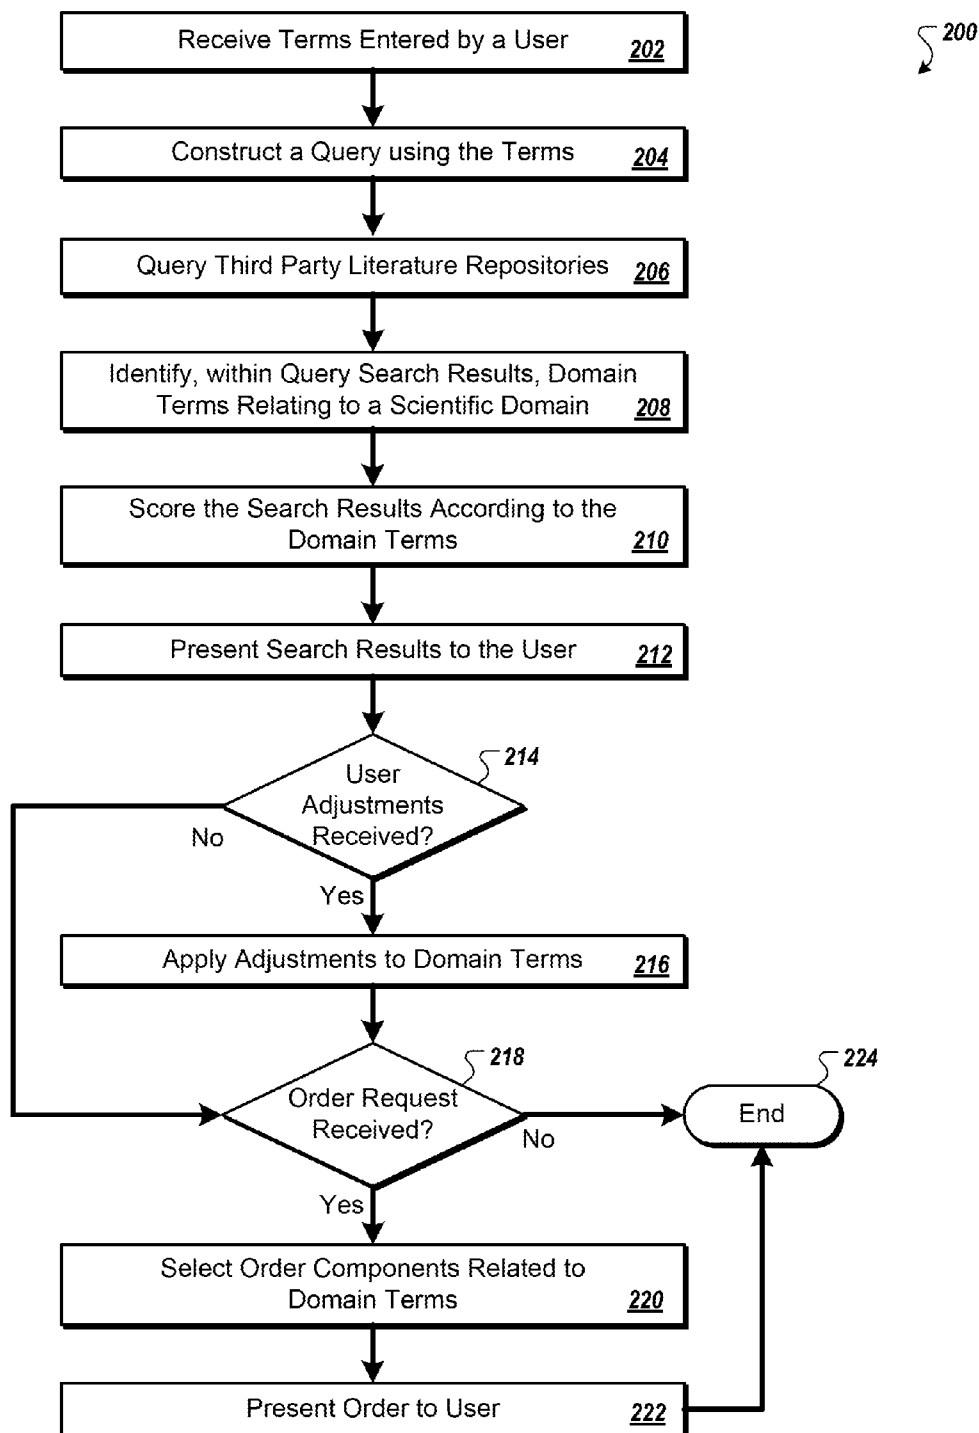 200
Receive Terms Entered by a User
202
Construct a Query using the Terms
204
Query Third Party Literature Repositories
206
Identify, within Query Search Results, Domain
Terms Relating to a Scientific Domain
208
Score the Search Results According to the
Domain Terms
210
Present Search Results to the User
212
214
User
Adjustments
Received?
No
Yes
Apply Adjustments to Domain Terms
216
218
Order Request
Received?
No
224
End
Yes
Select Order Components Related to
Domain Terms
220
Present Order to User
222